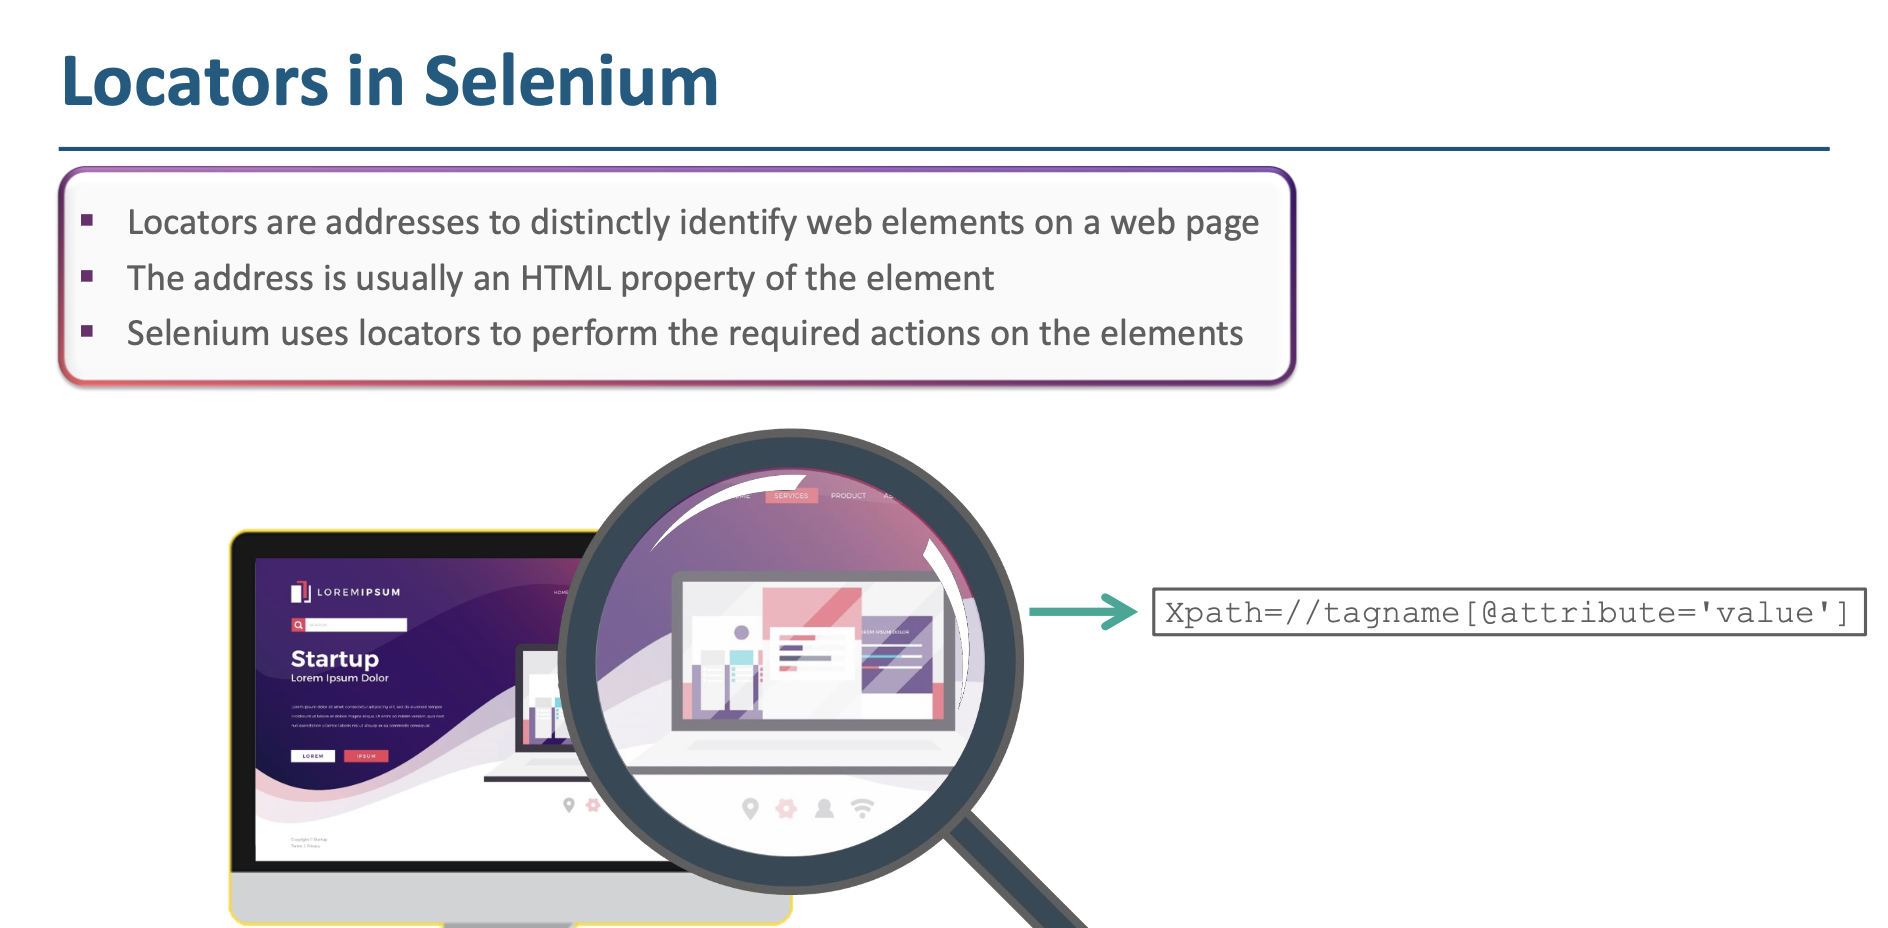 Locators in Selenium
Locators are addresses to distinctly identify web elements on a web page
The address is usually an HTML property of the element
Selenium uses locators to perform the required actions on the elements
SERVICES
PRODUCT
LOREMIPSUM
HOME
Xpath=//tagname[@attribute='value']
Startup
Lorem Ipsum Dolor
LOREM
IPSUM